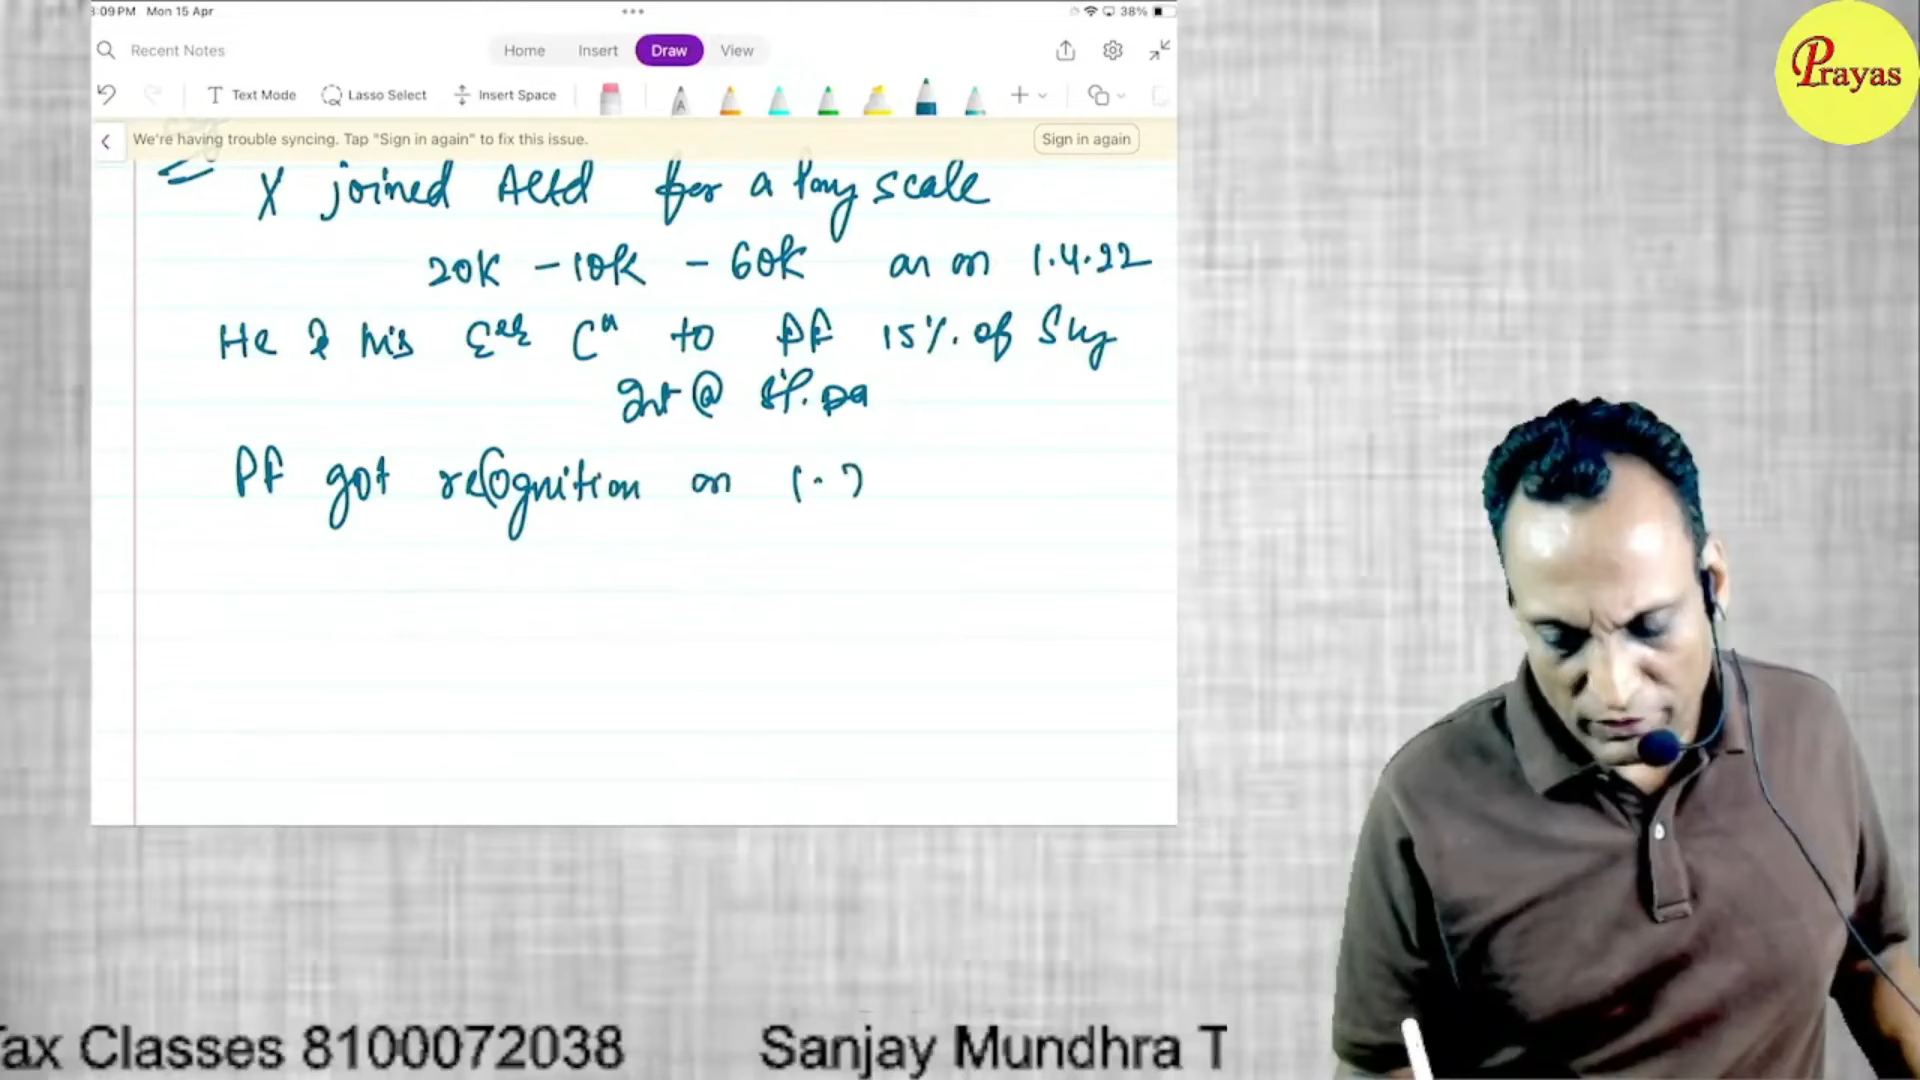 3:09 PM Mon 15 Apr
38%
Recent Notes
Home Insert Draw View
Text Mode Lasso Select Insert Space
We're having trouble syncing. Tap "Sign in again" to fix this issue.
Sign in again
X joined A Ltd for a Pay scale
20K - 10K - 60K as on 1.4.22
He & his Eer Cn to PF 15%. of Sly
Int @ 8%. pa
PF got recognition on 1.7
Prayas
ax Classes 8100072038 Sanjay Mundhra T